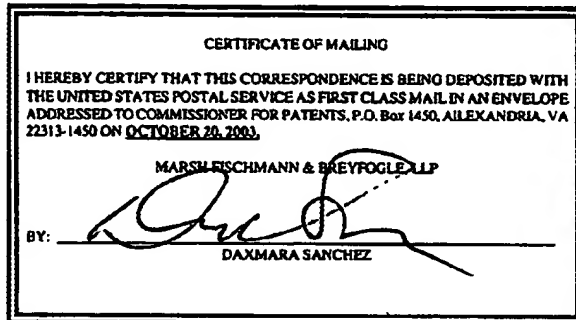 CERTIFICATE OF MAILING
I HEREBY CERTIFY THAT THIS CORRESPONDENCE IS BEING DEPOSITED WITH
THE UNITED STATES POSTAL SERVICE AS FIRST CLASS MAIL IN AN ENVELOPE
ADDRESSED TO COMMISSIONER FOR PATENTS, P.O. Box 1450, AILEXANDRIA, VA
22313-1450 ON OCTOBER 20, 2003.
MARSH FISCHMANN & BREYFOGLE LLP
BY:
DAXMARA SANCHEZ